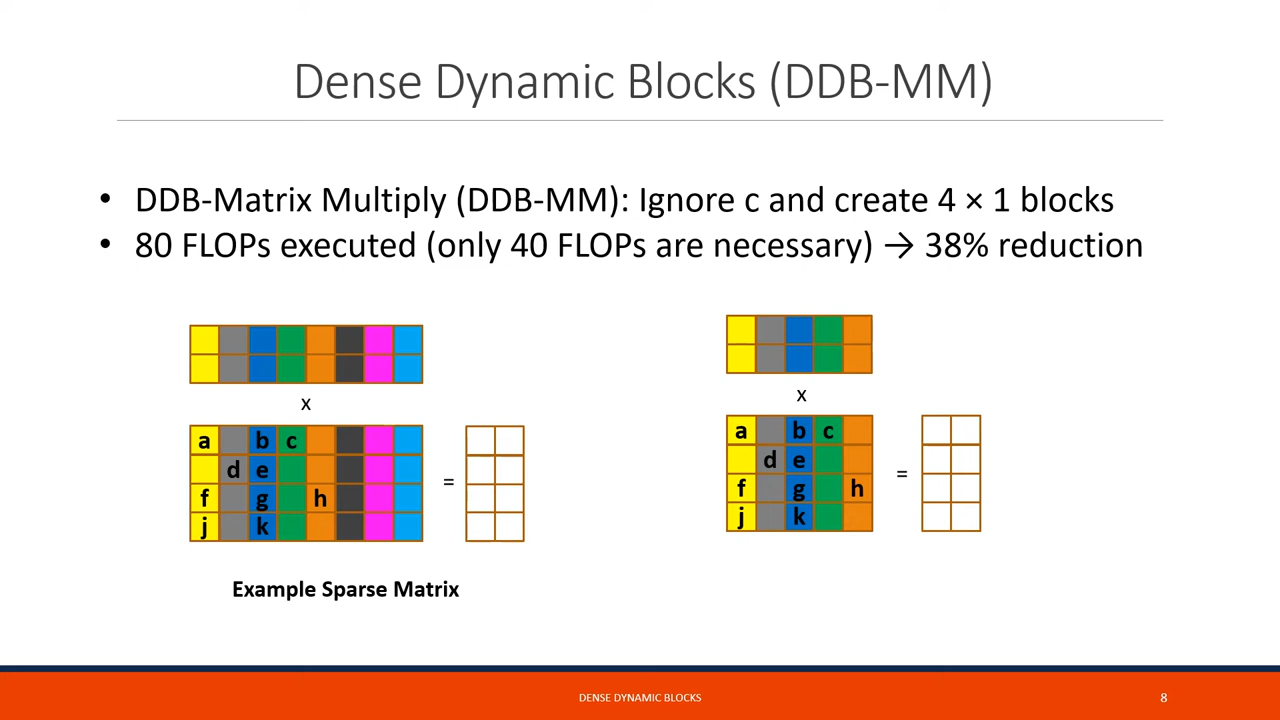 Dense Dynamic Blocks (DDB-MM)
• DDB-Matrix Multiply (DDB-MM): Ignore c and create 4 × 1 blocks
• 80 FLOPs executed (only 40 FLOPs are necessary) → 38% reduction
x
a b c
d e
f g h
j k
=
Example Sparse Matrix
x
a b c
d e
f g h
j k
=
DENSE DYNAMIC BLOCKS
8